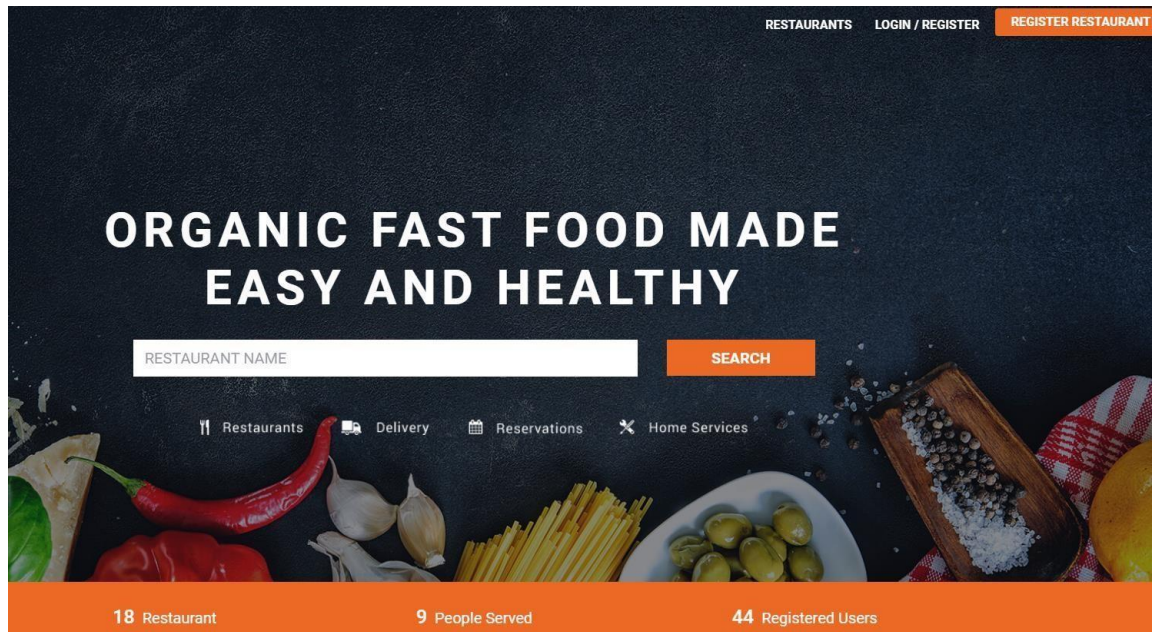 RESTAURANTS LOGIN / REGISTER REGISTER RESTAURANT
ORGANIC FAST FOOD MADE
EASY AND HEALTHY
RESTAURANT NAME SEARCH
Restaurants Delivery Reservations Home Services
18 Restaurant 9 People Served 44 Registered Users